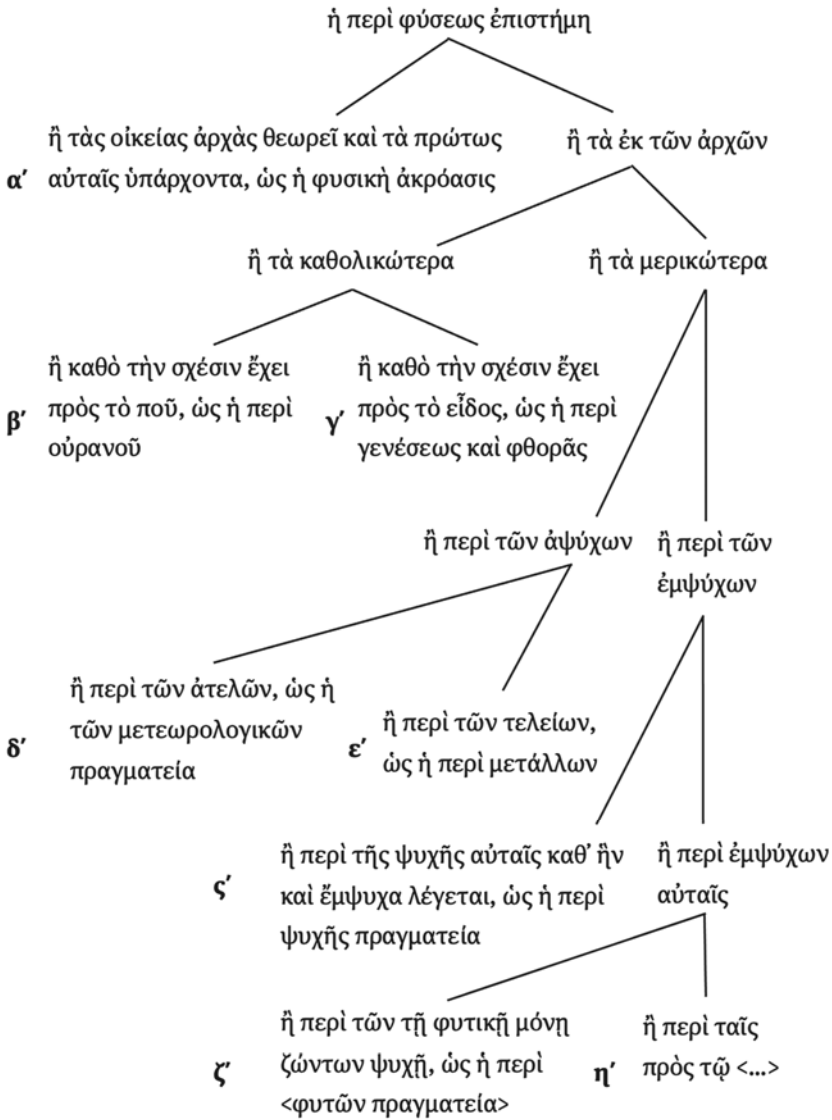 ἡ περὶ φύσεως ἐπιστήμη
ἢ τὰς οἰκείας ἀρχὰς θεωρεῖ καὶ τὰ πρώτως
α′ αὐταῖς ὑπάρχοντα, ὡς ἡ φυσικὴ ἀκρόασις
ἢ τὰ ἐκ τῶν ἀρχῶν
ἢ τὰ καθολικώτερα
ἢ τὰ μερικώτερα
ἢ καθὸ τὴν σχέσιν ἔχει
β′ πρὸς τὸ ποῦ, ὡς ἡ περὶ
οὐρανοῦ
ἢ καθὸ τὴν σχέσιν ἔχει
γ′ πρὸς τὸ εἶδος, ὡς ἡ περὶ
γενέσεως καὶ φθορᾶς
ἢ περὶ τῶν ἀψύχων
ἢ περὶ τῶν
ἐμψύχων
ἢ περὶ τῶν ἀτελῶν, ὡς ἡ
δ′ τῶν μετεωρολογικῶν
πραγματεία
ἢ περὶ τῶν τελείων,
ε′ ὡς ἡ περὶ μετάλλων
ἢ περὶ τῆς ψυχῆς αὐταῖς καθ’ ἣν
ς′ καὶ ἔμψυχα λέγεται, ὡς ἡ περὶ
ψυχῆς πραγματεία
ἢ περὶ ἐμψύχων
αὐταῖς
ἢ περὶ τῶν τῇ φυτικῇ μόνῃ
ζ′ ζώντων ψυχῇ, ὡς ἡ περὶ
<φυτῶν πραγματεία>
ἢ περὶ ταῖς
η′ πρὸς τῷ <...>